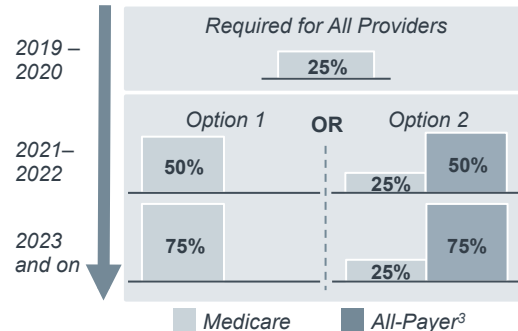 Required for All Providers
2019 –
2020
25%
Option 1 OR Option 2
2021–
2022
50% 25% 50%
2023
and on
75% 25% 75%
Medicare All-Payer³